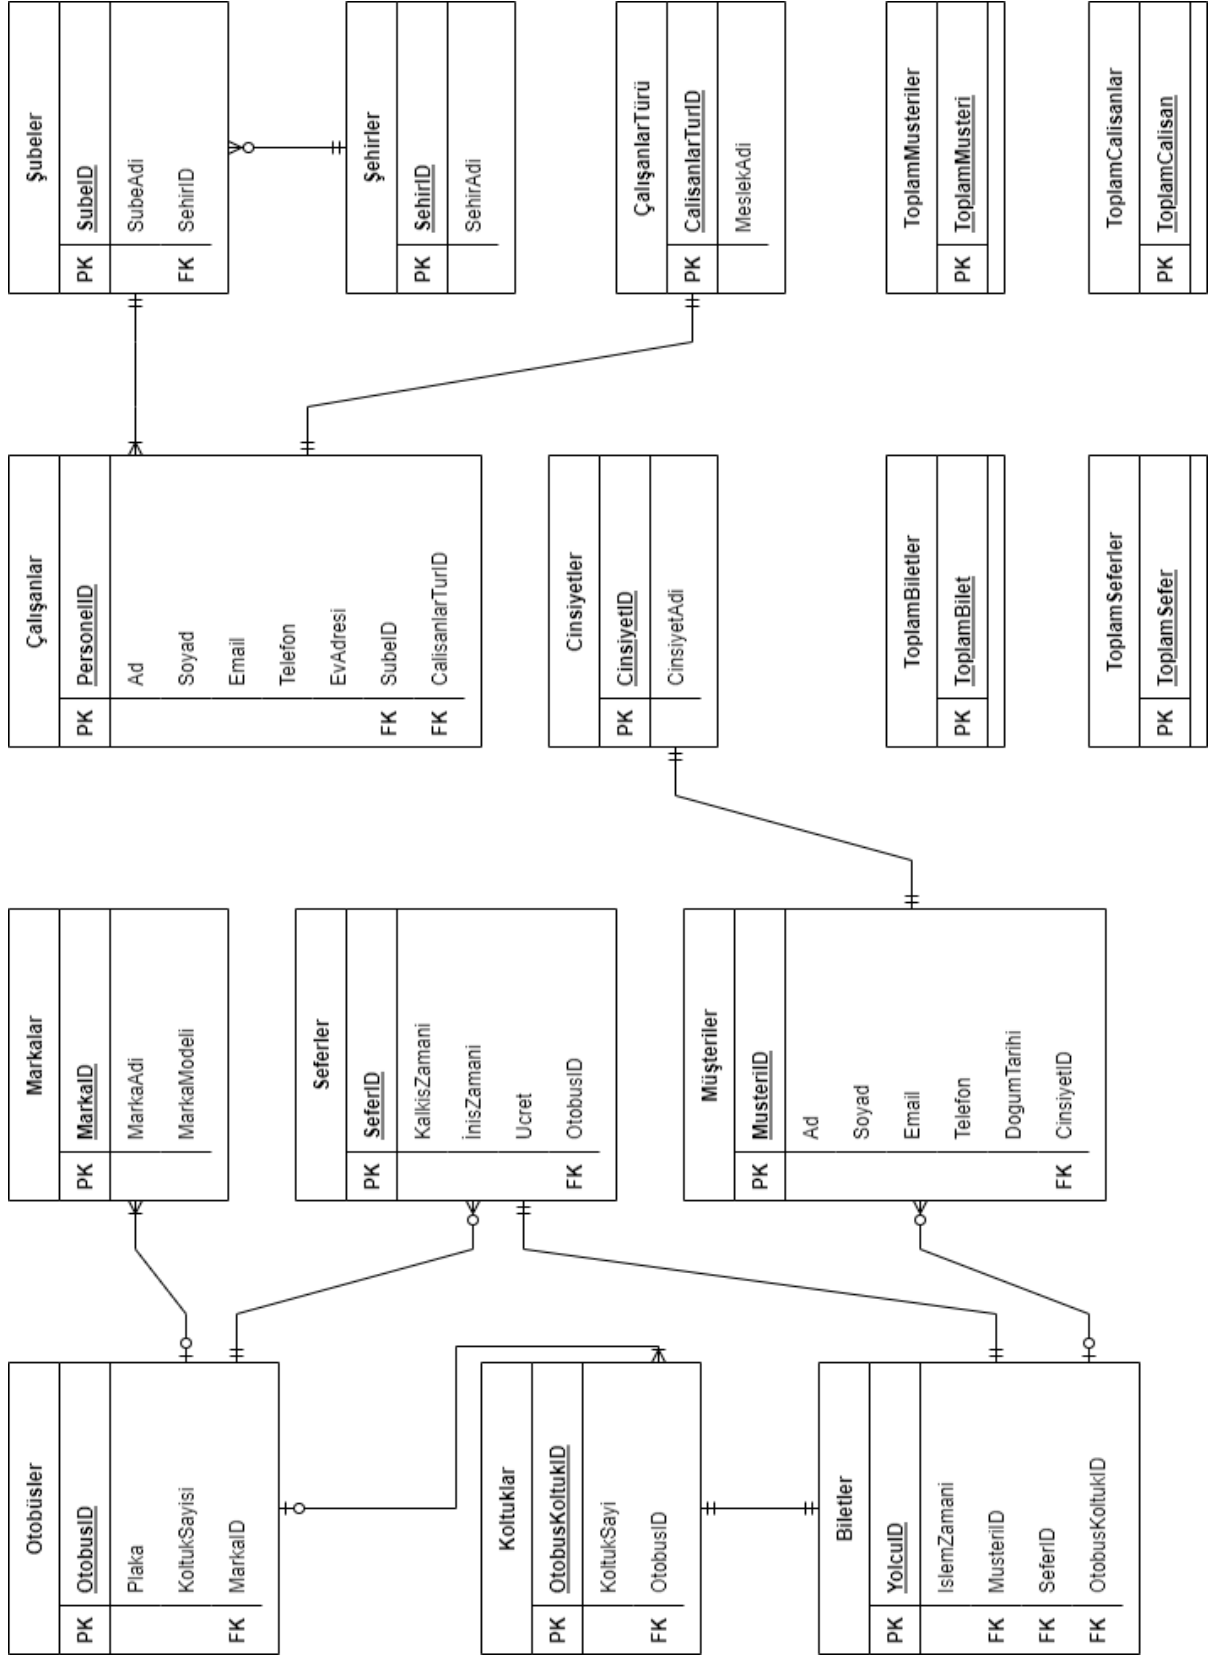 Otobüsler
PK OtobusID
Plaka
KoltukSayisi
FK MarkaID
Markalar
PK MarkaID
MarkaAdi
MarkaModeli
Çalışanlar
PK PersonelID
Ad
Soyad
Email
Telefon
EvAdresi
FK SubeID
FK CalisanlarTurID
Şubeler
PK SubeID
SubeAdi
FK SehirID
Seferler
PK SeferID
KalkisZamani
İnisZamani
Ucret
FK OtobusID
Şehirler
PK SehirID
SehirAdi
Koltuklar
PK OtobusKoltukID
KoltukSayi
FK OtobusID
Cinsiyetler
PK CinsiyetID
CinsiyetAdi
ÇalışanlarTürü
PK CalisanlarTurID
MeslekAdi
Müşteriler
PK MusteriID
Ad
Soyad
Email
Telefon
DogumTarihi
FK CinsiyetID
Biletler
PK YolcuID
IslemZamani
FK MusteriID
FK SeferID
FK OtobusKoltukID
ToplamBiletler
PK ToplamBilet
ToplamMusteriler
PK ToplamMusteri
ToplamSeferler
PK ToplamSefer
ToplamCalisanlar
PK ToplamCalisan